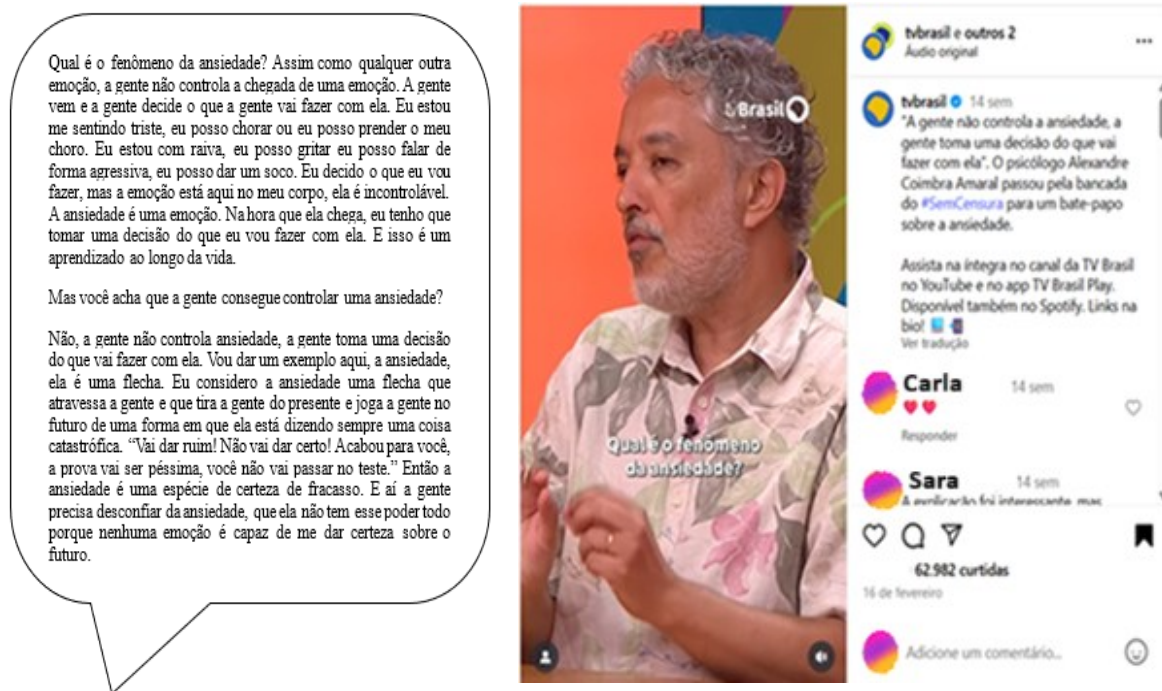 Qual é o fenômeno da ansiedade? Assim como qualquer outra
emoção, a gente não controla a chegada de uma emoção. A gente
vem e a gente decide o que a gente vai fazer com ela. Eu estou
me sentindo triste, eu posso chorar ou eu posso prender o meu
choro. Eu estou com raiva, eu posso gritar eu posso falar de
forma agressiva, eu posso dar um soco. Eu decido o que eu vou
fazer, mas a emoção está aqui no meu corpo, ela é incontrolável.
A ansiedade é uma emoção. Na hora que ela chega, eu tenho que
tomar uma decisão do que eu vou fazer com ela. E isso é um
aprendizado ao longo da vida.
Mas você acha que a gente consegue controlar uma ansiedade?
Não, a gente não controla ansiedade, a gente toma uma decisão
do que vai fazer com ela. Vou dar um exemplo aqui, a ansiedade,
ela é uma flecha. Eu considero a ansiedade uma flecha que
atravessa a gente e que tira a gente do presente e joga a gente no
futuro de uma forma em que ela está dizendo sempre uma coisa
catastrófica. “Vai dar ruim! Não vai dar certo! Acabou para você,
a prova vai ser péssima, você não vai passar no teste.” Então a
ansiedade é uma espécie de certeza de fracasso. E aí a gente
precisa desconfiar da ansiedade, que ela não tem esse poder todo
porque nenhuma emoção é capaz de me dar certeza sobre o
futuro.
Brasil
Qual é o fenômeno
da ansiedade?
tvbrasil e outros 2
Áudio original
tvbrasil 14 sem
"A gente não controla a ansiedade, a
gente toma uma decisão do que vai
fazer com ela". O psicólogo Alexandre
Coimbra Amaral passou pela bancada
do #SemCensura para um bate-papo
sobre a ansiedade.
Assista na íntegra no canal da TV Brasil
no YouTube e no app TV Brasil Play.
Disponível também no Spotify. Links na
bio!
Ver tradução
Carla 14 sem
Responder
Sara 14 sem
A explicação foi interessante, mas
62.982 curtidas
16 de fevereiro
Adicione um comentário...